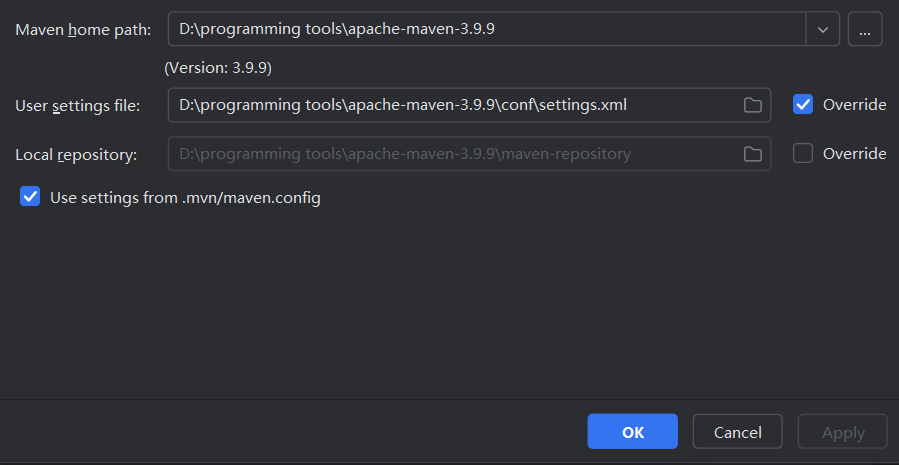 Maven home path: D:\programming tools\apache-maven-3.9.9 ...
(Version: 3.9.9)
User settings file: D:\programming tools\apache-maven-3.9.9\conf\settings.xml Override
Local repository: D:\programming tools\apache-maven-3.9.9\maven-repository Override
Use settings from .mvn/maven.config
OK Cancel Apply